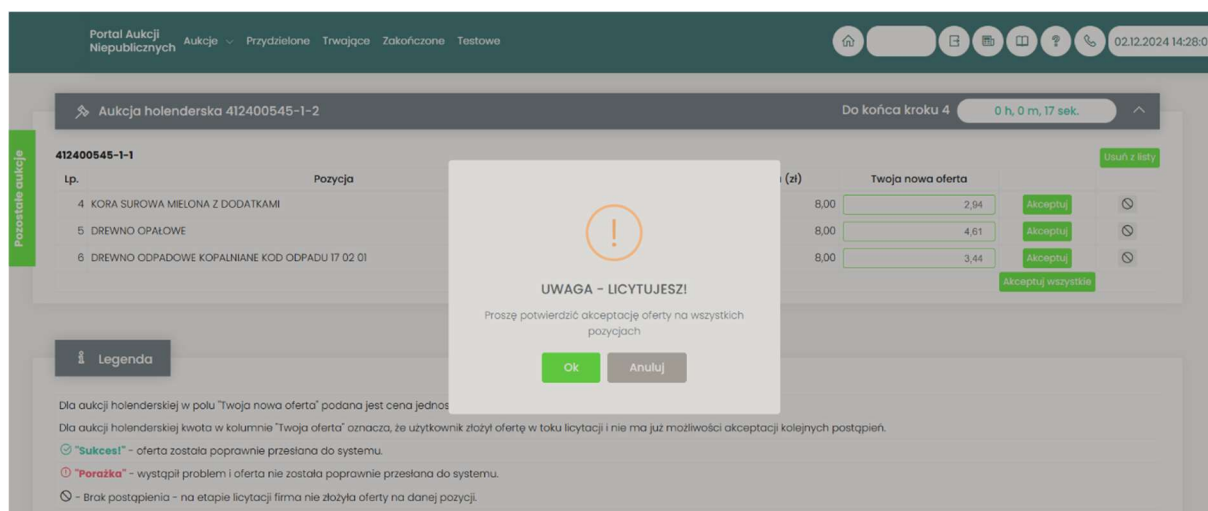 Portal Aukcji
Niepublicznych
Aukcje Przydzielone Trwające Zakończone Testowe
02.12.2024 14:28:0
Aukcja holenderska 412400545-1-2
Do końca kroku 4
0 h, 0 m, 17 sek.
Pozostałe aukcje
412400545-1-1
Usuń z listy
Lp. Pozycja (zł) Twoja nowa oferta
4 KORA SUROWA MIELONA Z DODATKAMI 8,00 2,94 Akceptuj
5 DREWNO OPAŁOWE 8,00 4,61 Akceptuj
6 DREWNO ODPADOWE KOPALNIANE KOD ODPADU 17 02 01 8,00 3,44 Akceptuj
Akceptuj wszystkie
UWAGA - LICYTUJESZ!
Proszę potwierdzić akceptację oferty na wszystkich
pozycjach
Ok Anuluj
Legenda
Dla aukcji holenderskiej w polu "Twoja nowa oferta" podana jest cena jednos
Dla aukcji holenderskiej kwota w kolumnie "Twoja oferta" oznacza, że użytkownik złożył ofertę w toku licytacji i nie ma już możliwości akceptacji kolejnych postąpień.
"Sukces!" - oferta została poprawnie przesłana do systemu.
"Porażka" - wystąpił problem i oferta nie została poprawnie przesłana do systemu.
- Brak postąpienia - na etapie licytacji firma nie złożyła oferty na danej pozycji.